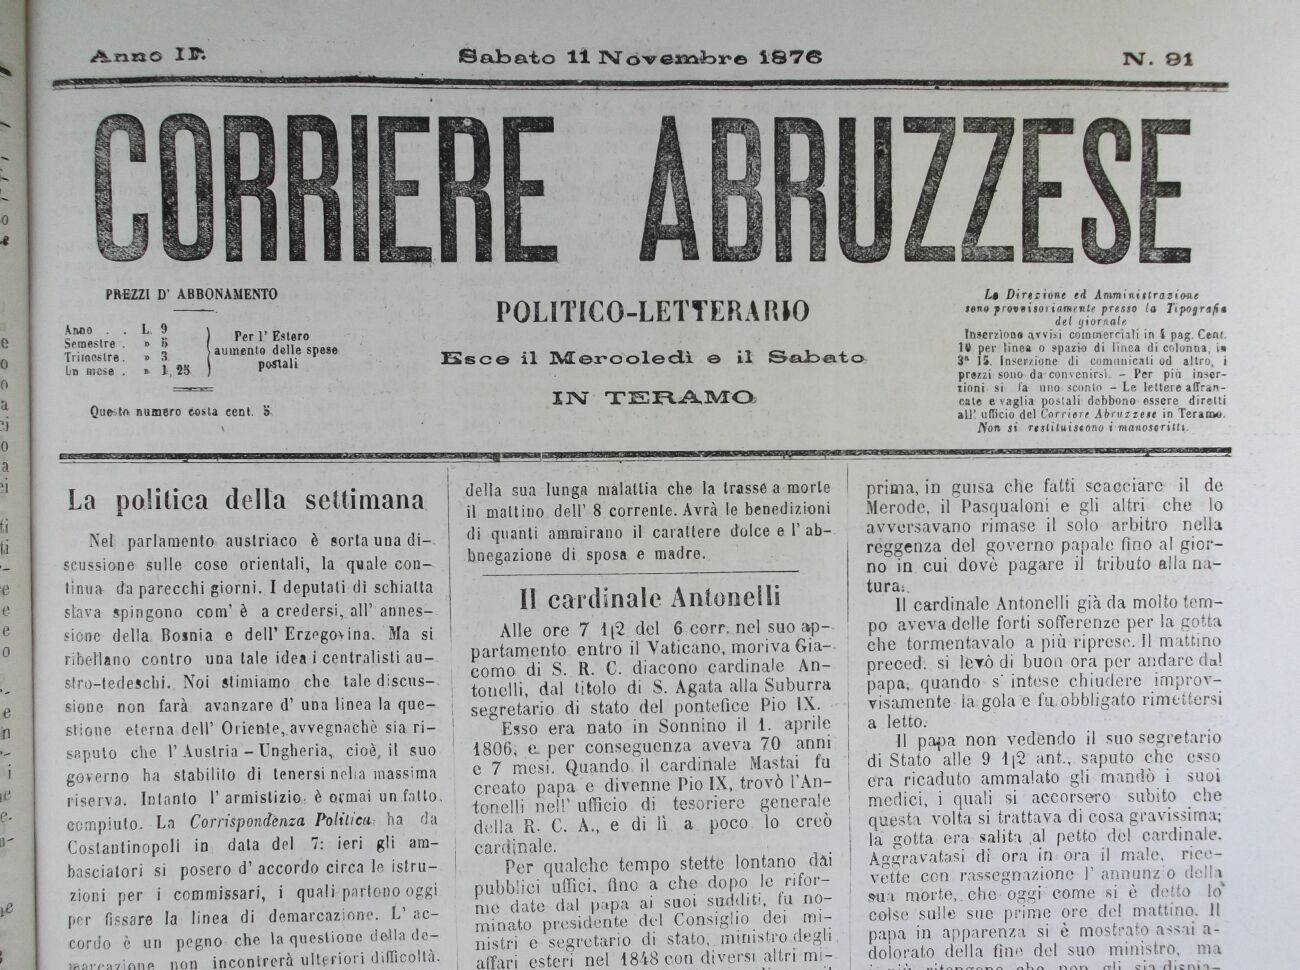 Anno II.
Sabato 11 Novembre 1876
N. 91
CORRIERE ABRUZZESE
PREZZI D' ABBONAMENTO
Anno . . L. 9
Semestre . » 5
Trimestre . » 3
Un mese . » 1, 25
Per l' Estero
aumento delle spese
postali
Questo numero costa cent. 5
POLITICO-LETTERARIO
Esce il Mercoledì e il Sabato
IN TERAMO
La Direzione ed Amministrazione
sono provvisoriamente presso la Tipografia
del giornale
Inserzione avvisi commerciali in 4 pag. Cent.
10 per linea o spazio di linea di colonna, in
3ª 15. Inserzione di comunicati od altro, i
prezzi sono da convenirsi. – Per più inser-
zioni si fa uno sconto – Le lettere affran-
cate e vaglia postali debbono essere diretti
all' ufficio del Corriere Abruzzese in Teramo.
Non si restituiscono i manoscritti.
La politica della settimana
Nel parlamento austriaco è sorta una di-
scussione sulle cose orientali, la quale con-
tinua da parecchi giorni. I deputati di schiatta
slava spingono com' è a credersi, all' annes-
sione della Bosnia e dell' Erzegovina. Ma si
ribellano contro una tale idea i centralisti au-
stro-tedeschi. Noi stimiamo che tale discus-
sione non farà avanzare d' una linea la que-
stione eterna dell' Oriente, avvegnachè sia ri-
saputo che l' Austria – Ungheria, cioè, il suo
governo ha stabilito di tenersi nella massima
riserva. Intanto l' armistizio è ormai un fatto
compiuto. La Corrispondenza Politica ha da
Costantinopoli in data del 7: ieri gli am-
basciatori si posero d' accordo circa le istru-
zioni per i commissari, i quali partono oggi
per fissare la linea di demarcazione. L' ac-
cordo è un pegno che la questione della de-
marcazione non incontrerà ulteriori difficoltà.
della sua lunga malattia che la trasse a morte
il mattino dell' 8 corrente. Avrà le benedizioni
di quanti ammirano il carattere dolce e l' ab-
bnegazione di sposa e madre.
Il cardinale Antonelli
Alle ore 7 1|2 del 6 corr. nel suo ap-
partamento entro il Vaticano, moriva Gia-
como di S. R. C. diacono cardinale An-
tonelli, dal titolo di S. Agata alla Suburra
segretario di stato del pontefice Pio IX.
Esso era nato in Sonnino il 1. aprile
1806, e per conseguenza aveva 70 anni
e 7 mesi. Quando il cardinale Mastai fu
creato papa e divenne Pio IX, trovò l'An-
tonelli nell' ufficio di tesoriere generale
della R. C. A., e di lì a poco lo creò
cardinale.
Per qualche tempo stette lontano dai
pubblici uffici, fino a che dopo le rifor-
me date dal papa ai suoi sudditi, fu no-
minato presidente del Consiglio dei mi-
nistri e segretario di stato, ministro degli
affari esteri nel 1848 con diversi altri mi-
prima, in guisa che fatti scacciare il de
Merode, il Pasqualoni e gli altri che lo
avversavano rimase il solo arbitro nella
reggenza del governo papale fino al gior-
no in cui dovè pagare il tributo alla na-
tura.
Il cardinale Antonelli già da molto tem-
po aveva delle forti sofferenze per la gotta
che tormentavalo a più riprese. Il mattino
preced. si levò di buon ora per andare dal
papa, quando s' intese chiudere improv-
visamente la gola e fu obbligato rimettersi
a letto.
Il papa non vedendo il suo segretario
di Stato alle 9 1|2 ant., saputo che esso
era ricaduto ammalato gli mandò i suoi
medici, i quali si accorsero subito che
questa volta si trattava di cosa gravissima;
la gotta era salita al petto del cardinale.
Aggravatasi di ora in ora il male, rice-
vette con rassegnazione l' annunzio della
sua morte, che oggi come si è detto lo
colse sulle sue prime ore del mattino. Il
papa in apparenza si è mostrato assai a-
dolorato della fine del suo ministro, ma